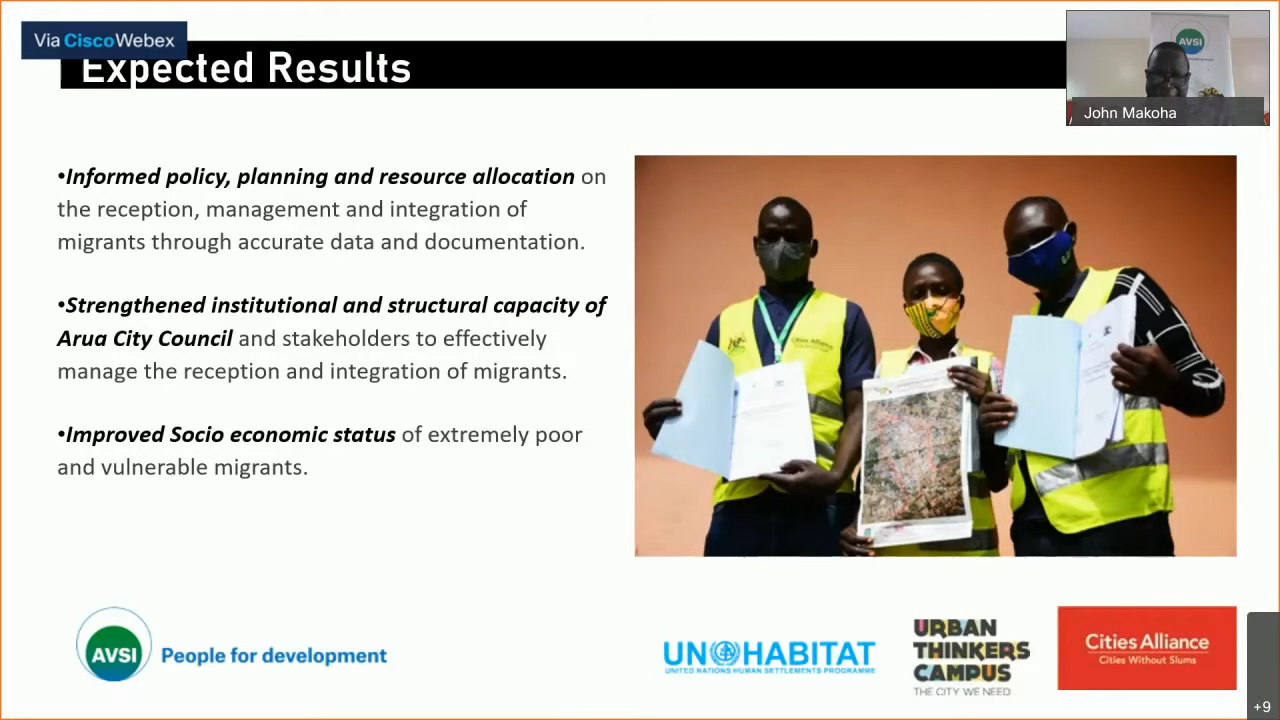 Via Cisco Webex
Expected Results
AVSI
John Makoha
•Informed policy, planning and resource allocation on
the reception, management and integration of
migrants through accurate data and documentation.
•Strengthened institutional and structural capacity of
Arua City Council and stakeholders to effectively
manage the reception and integration of migrants.
•Improved Socio economic status of extremely poor
and vulnerable migrants.
Cities Alliance
AVSI People for development
UN HABITAT
UNITED NATIONS HUMAN SETTLEMENTS PROGRAMME
URBAN
THINKERS
CAMPUS
THE CITY WE NEED
Cities Alliance
Cities Without Slums
+9